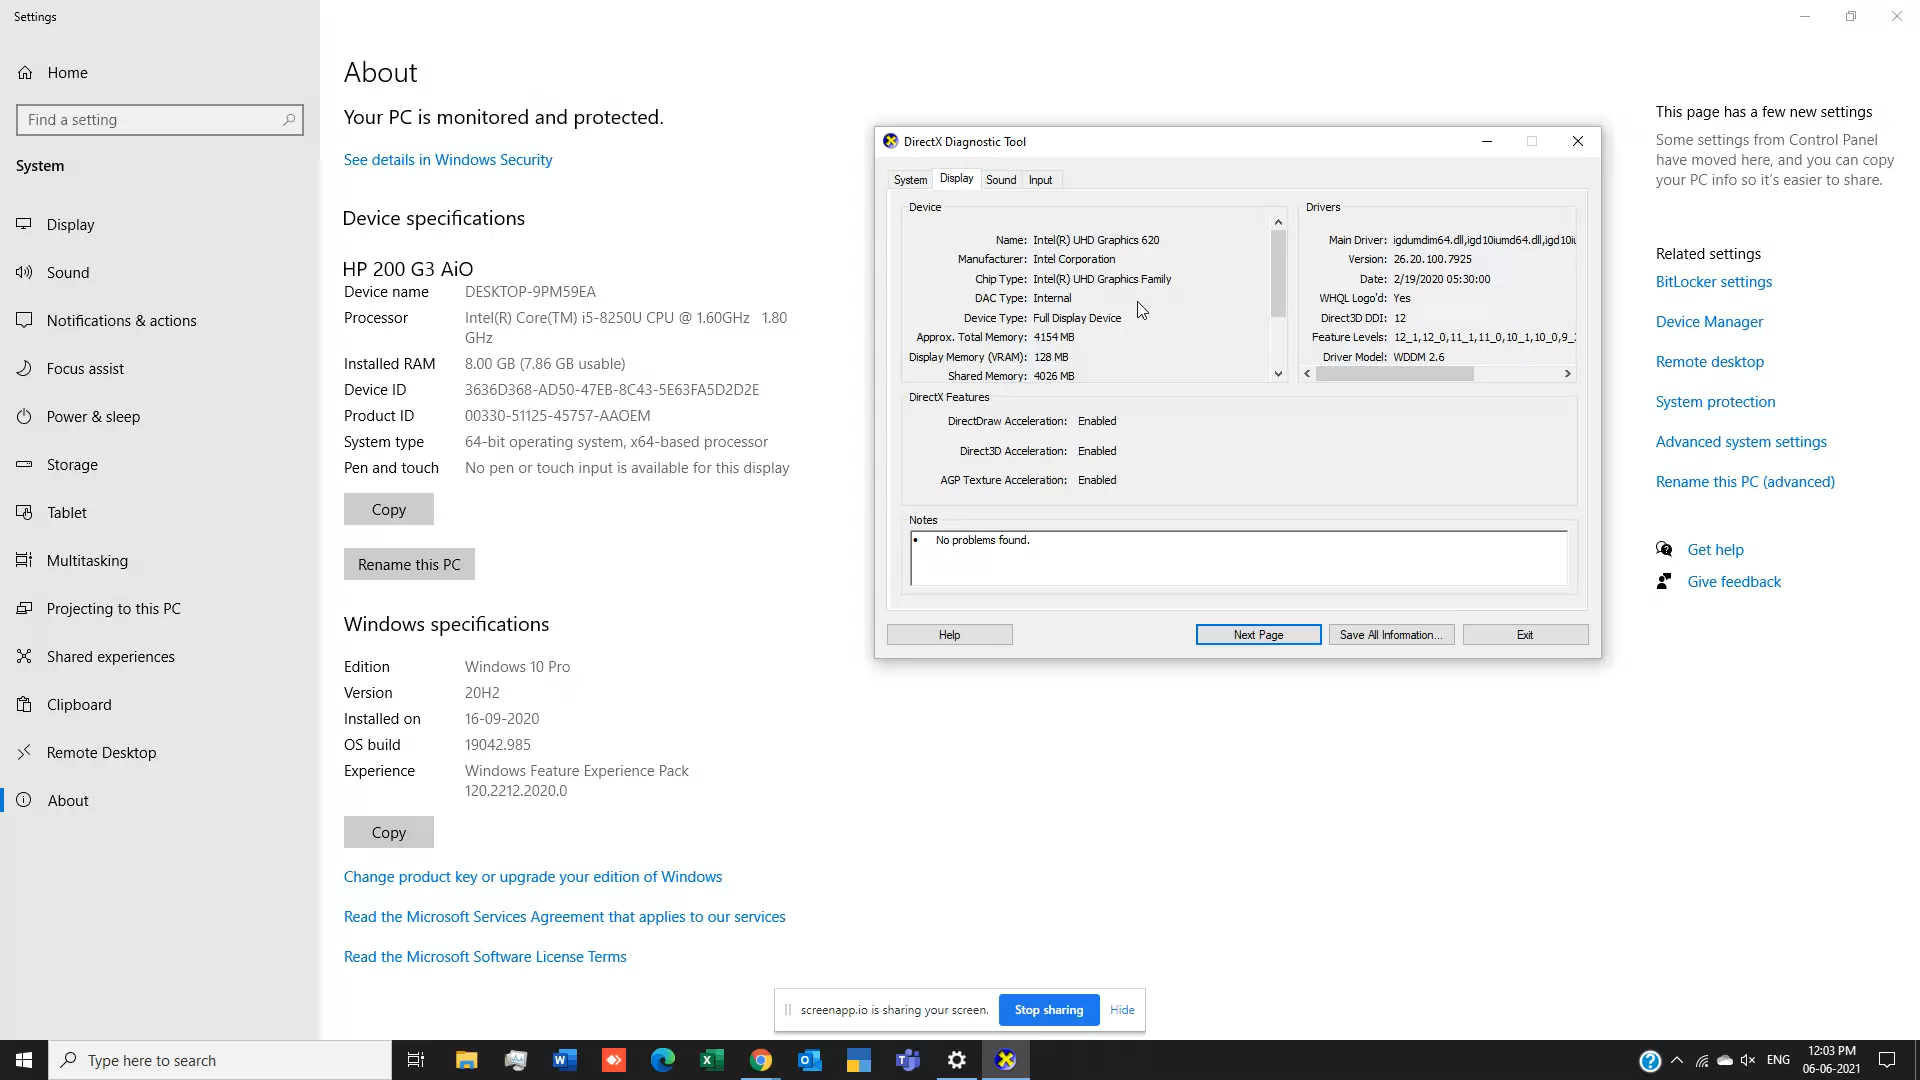 Settings
Home
Find a setting
System
Display
Sound
Notifications & actions
Focus assist
Power & sleep
Storage
Tablet
Multitasking
Projecting to this PC
Shared experiences
Clipboard
Remote Desktop
About
About
Your PC is monitored and protected.
See details in Windows Security
Device specifications
HP 200 G3 AiO
Device name DESKTOP-9PM59EA
Processor Intel(R) Core(TM) i5-8250U CPU @ 1.60GHz 1.80
GHz
Installed RAM 8.00 GB (7.86 GB usable)
Device ID 3636D368-AD50-47EB-8C43-5E63FA5D2D2E
Product ID 00330-51125-45757-AAOEM
System type 64-bit operating system, x64-based processor
Pen and touch No pen or touch input is available for this display
Copy
Rename this PC
Windows specifications
Edition Windows 10 Pro
Version 20H2
Installed on 16-09-2020
OS build 19042.985
Experience Windows Feature Experience Pack
120.2212.2020.0
Copy
Change product key or upgrade your edition of Windows
Read the Microsoft Services Agreement that applies to our services
Read the Microsoft Software License Terms
DirectX Diagnostic Tool
System Display Sound Input
Device
Name: Intel(R) UHD Graphics 620
Manufacturer: Intel Corporation
Chip Type: Intel(R) UHD Graphics Family
DAC Type: Internal
Device Type: Full Display Device
Approx. Total Memory: 4154 MB
Display Memory (VRAM): 128 MB
Shared Memory: 4026 MB
Drivers
Main Driver: igdumdim64.dll,igd10iumd64.dll,igd10iu
Version: 26.20.100.7925
Date: 2/19/2020 05:30:00
WHQL Logo'd: Yes
Direct3D DDI: 12
Feature Levels: 12_1,12_0,11_1,11_0,10_1,10_0,9_
Driver Model: WDDM 2.6
DirectX Features
DirectDraw Acceleration: Enabled
Direct3D Acceleration: Enabled
AGP Texture Acceleration: Enabled
Notes
• No problems found.
Help
Next Page
Save All Information...
Exit
This page has a few new settings
Some settings from Control Panel
have moved here, and you can copy
your PC info so it's easier to share.
Related settings
BitLocker settings
Device Manager
Remote desktop
System protection
Advanced system settings
Rename this PC (advanced)
Get help
Give feedback
screenapp.io is sharing your screen.
Stop sharing
Hide
Type here to search
ENG
12:03 PM
06-06-2021